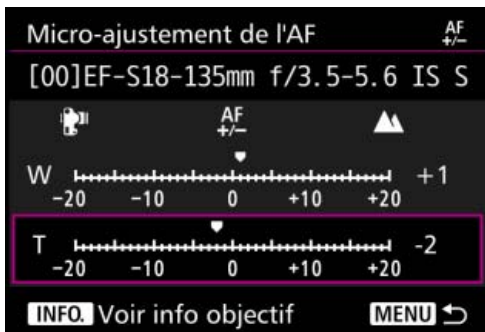 Micro-ajustement de l'AF AF +/−
[00]EF-S18-135mm f/3.5-5.6 IS S
AF
+/−
W +1
−20 −10 0 +10 +20
T -2
−20 −10 0 +10 +20
INFO. Voir info objectif MENU